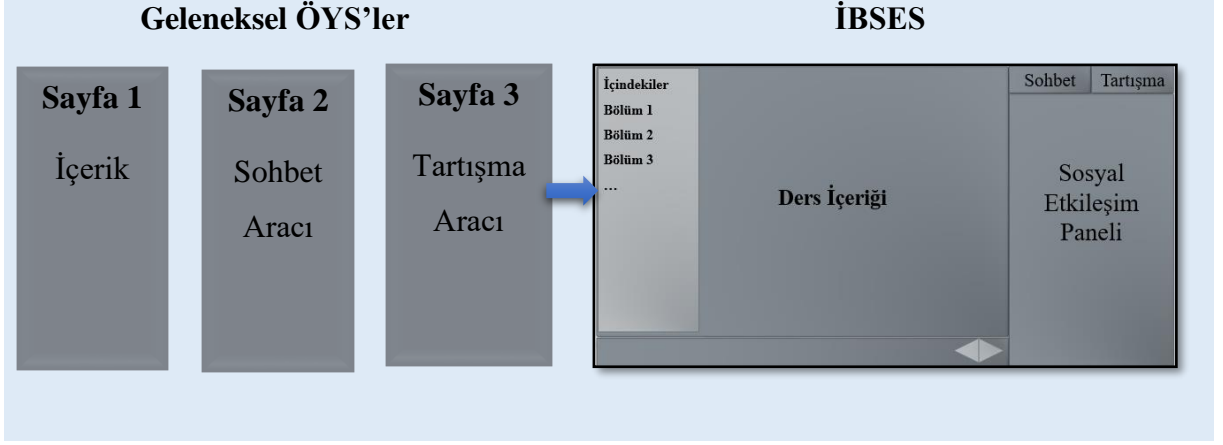 Geleneksel ÖYS’ler
İBSES
Sayfa 1
İçerik
Sayfa 2
Sohbet
Aracı
Sayfa 3
Tartışma
Aracı
İçindekiler
Bölüm 1
Bölüm 2
Bölüm 3
…
Ders İçeriği
Sohbet
Tartışma
Sosyal
Etkileşim
Paneli